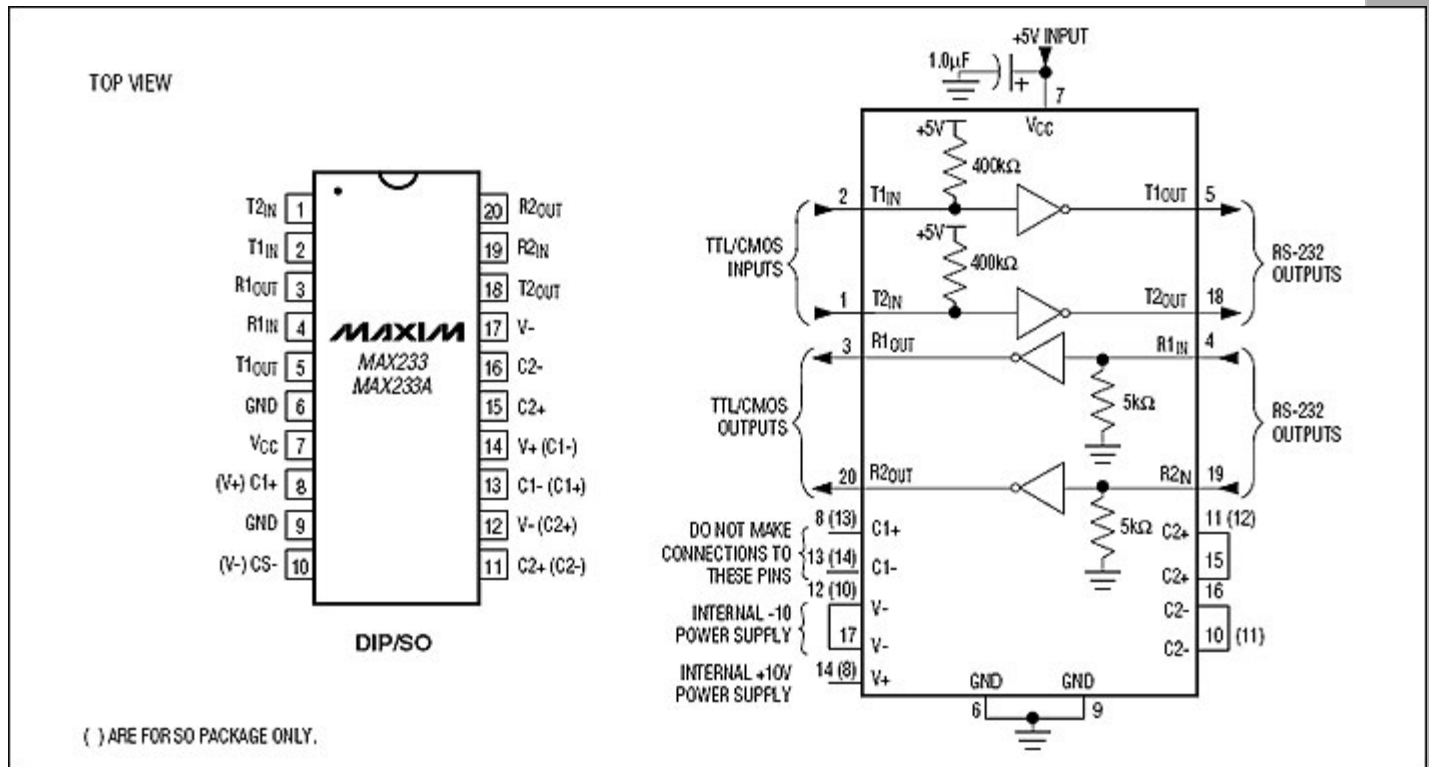 TOP VIEW
T2IN 1
T1IN 2
R1OUT 3
R1IN 4
T1OUT 5
GND 6
VCC 7
(V+) C1+ 8
GND 9
(V-) CS- 10
MAXIM
MAX233
MAX233A
20 R2OUT
19 R2IN
18 T2OUT
17 V-
16 C2-
15 C2+
14 V+ (C1-)
13 C1- (C1+)
12 V- (C2+)
11 C2+ (C2-)
DIP/SO
( ) ARE FOR SO PACKAGE ONLY.
+5V INPUT
1.0μF
+
7
VCC
+5V
400kΩ
2 T1IN
T1OUT 5
+5V
400kΩ
TTL/CMOS
INPUTS
RS-232
OUTPUTS
1 T2IN
T2OUT 18
3 R1OUT
R1IN 4
5kΩ
TTL/CMOS
OUTPUTS
RS-232
OUTPUTS
20 R2OUT
R2N 19
5kΩ
DO NOT MAKE
CONNECTIONS TO
THESE PINS
8 (13) C1+
13 (14) C1-
INTERNAL -10
POWER SUPPLY
12 (10) V-
17 V-
INTERNAL +10V
POWER SUPPLY
14 (8) V+
C2+ 11 (12)
C2+ 15
C2- 16
C2- 10 (11)
GND GND
6 9